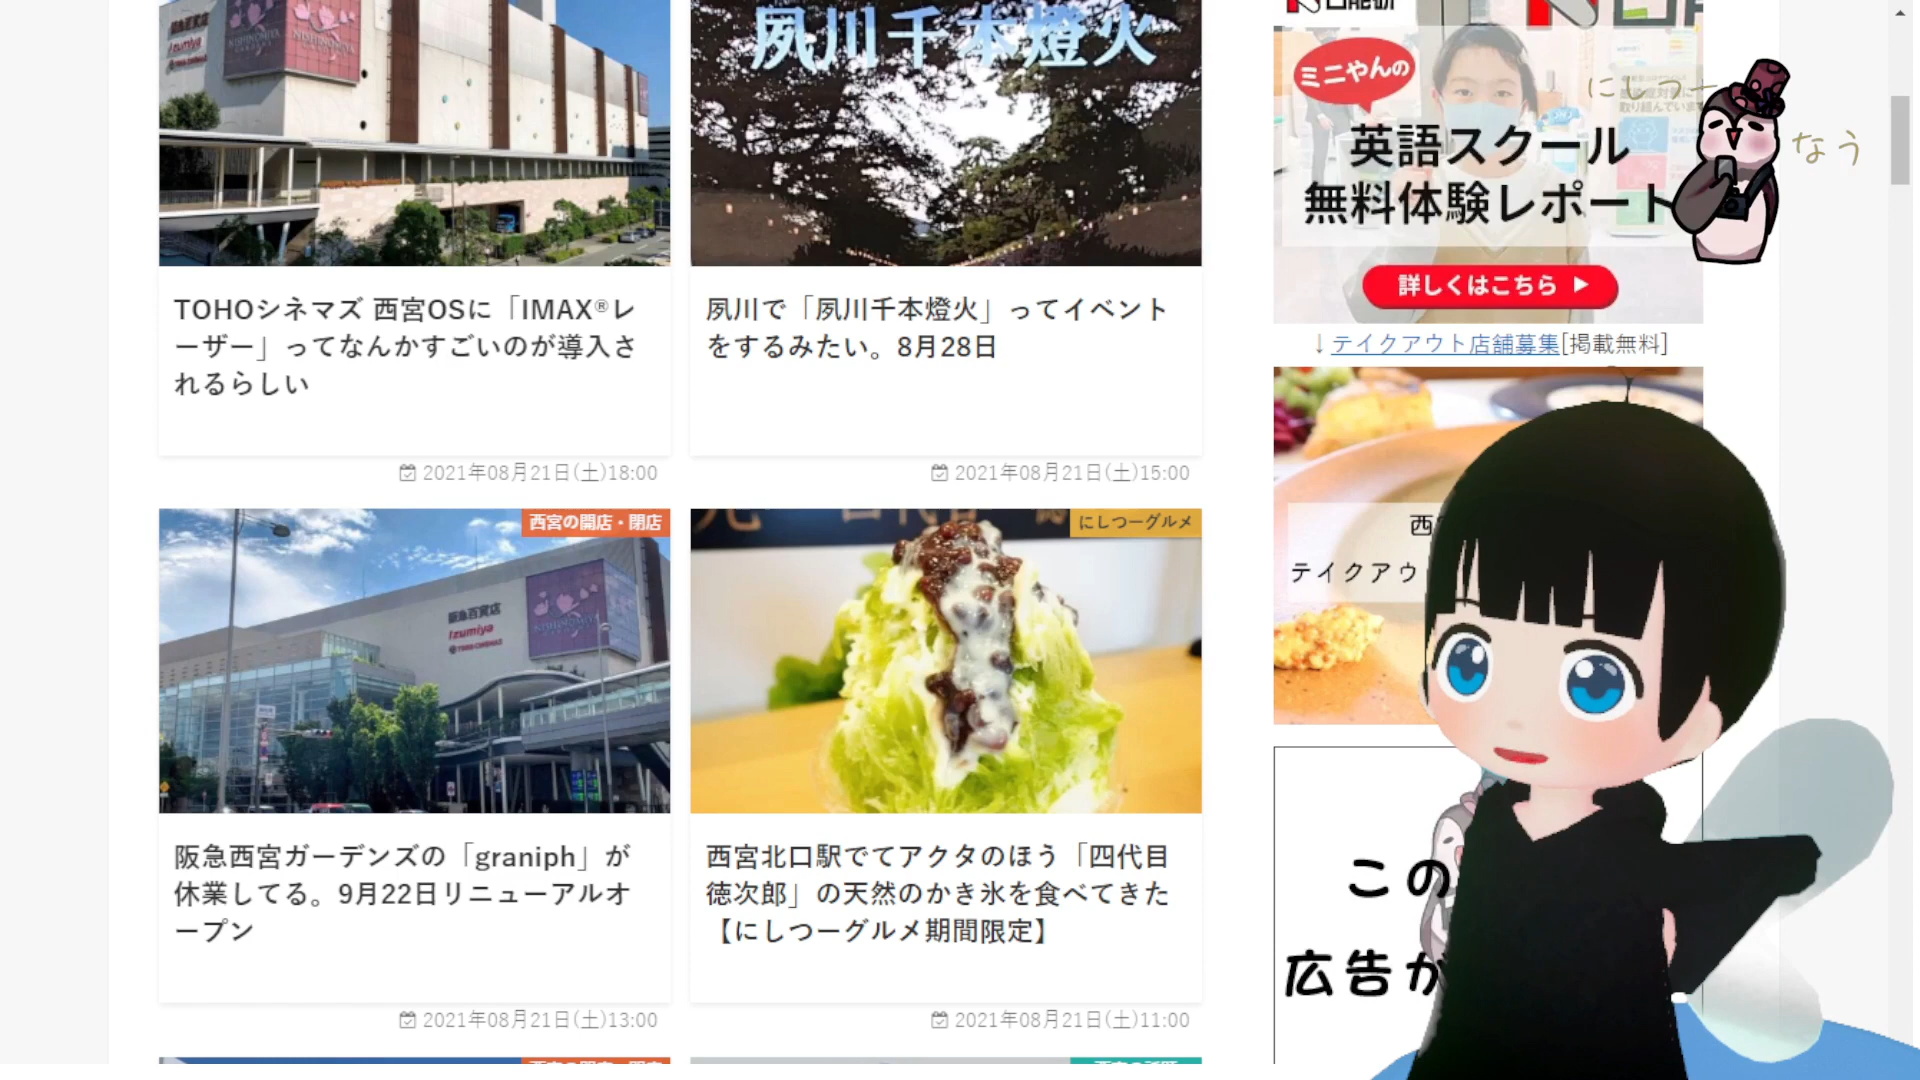 阪急百貨店
Izumiya
TOHO CINEMAS
NISHINOMIYA
NISHINOMIYA
夙川千本燈火
TOHOシネマズ 西宮OSに「IMAX®レ
ーザー」ってなんかすごいのが導入さ
れるらしい
2021年08月21日(土)18:00
夙川で「夙川千本燈火」ってイベント
をするみたい。8月28日
2021年08月21日(土)15:00
西宮の開店・閉店
阪急百貨店
Izumiya
TOHO CINEMAS
NISHINOMIYA
阪急西宮ガーデンズの「graniph」が
休業してる。9月22日リニューアルオ
ープン
2021年08月21日(土)13:00
にしつーグルメ
西宮北口駅でてアクタのほう「四代目
徳次郎」の天然のかき氷を食べてきた
【にしつーグルメ期間限定】
2021年08月21日(土)11:00
ミニやんの
英語スクール
無料体験レポート
詳しくはこちら ▶
にしつー
なう
↓テイクアウト店舗募集[掲載無料]
西
テイクアウ
この
広告が